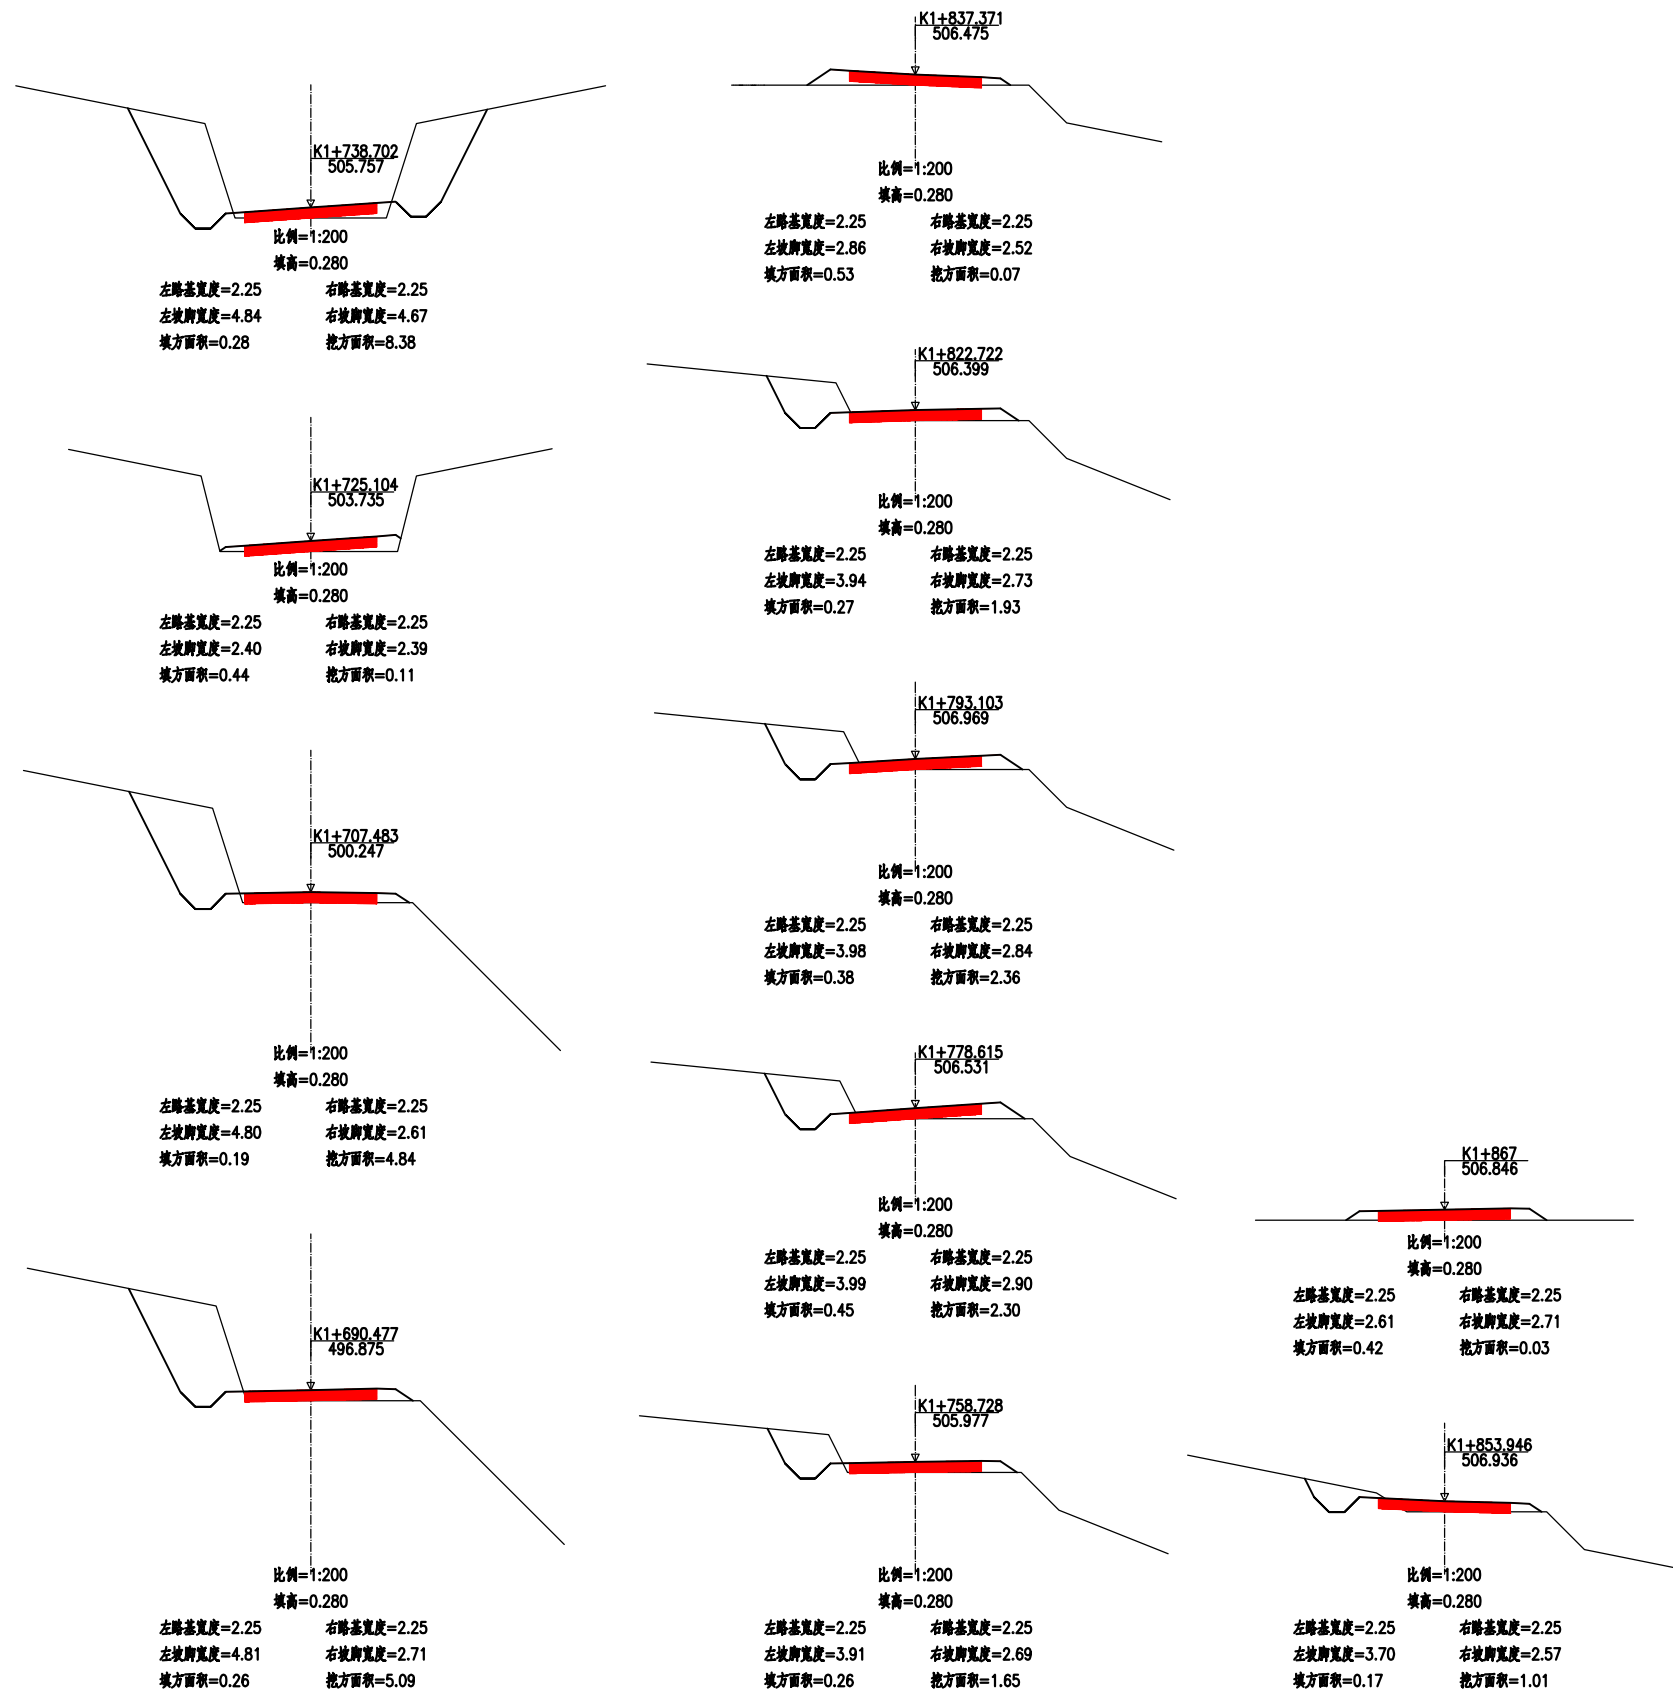 K1+738.702
505.757
比例=1:200
填高=0.280
左路基宽度=2.25 右路基宽度=2.25
左坡脚宽度=4.84 右坡脚宽度=4.67
填方面积=0.28 挖方面积=8.38
K1+725.104
503.735
比例=1:200
填高=0.280
左路基宽度=2.25 右路基宽度=2.25
左坡脚宽度=2.40 右坡脚宽度=2.39
填方面积=0.44 挖方面积=0.11
K1+707.483
500.247
比例=1:200
填高=0.280
左路基宽度=2.25 右路基宽度=2.25
左坡脚宽度=4.80 右坡脚宽度=2.61
填方面积=0.19 挖方面积=4.84
K1+690.477
496.875
比例=1:200
填高=0.280
左路基宽度=2.25 右路基宽度=2.25
左坡脚宽度=4.81 右坡脚宽度=2.71
填方面积=0.26 挖方面积=5.09
K1+837.371
506.475
比例=1:200
填高=0.280
左路基宽度=2.25 右路基宽度=2.25
左坡脚宽度=2.86 右坡脚宽度=2.52
填方面积=0.53 挖方面积=0.07
K1+822.722
506.399
比例=1:200
填高=0.280
左路基宽度=2.25 右路基宽度=2.25
左坡脚宽度=3.94 右坡脚宽度=2.73
填方面积=0.27 挖方面积=1.93
K1+793.103
506.969
比例=1:200
填高=0.280
左路基宽度=2.25 右路基宽度=2.25
左坡脚宽度=3.98 右坡脚宽度=2.84
填方面积=0.38 挖方面积=2.36
K1+778.615
506.531
比例=1:200
填高=0.280
左路基宽度=2.25 右路基宽度=2.25
左坡脚宽度=3.99 右坡脚宽度=2.90
填方面积=0.45 挖方面积=2.30
K1+758.728
505.977
比例=1:200
填高=0.280
左路基宽度=2.25 右路基宽度=2.25
左坡脚宽度=3.91 右坡脚宽度=2.69
填方面积=0.26 挖方面积=1.65
K1+867
506.846
比例=1:200
填高=0.280
左路基宽度=2.25 右路基宽度=2.25
左坡脚宽度=2.61 右坡脚宽度=2.71
填方面积=0.42 挖方面积=0.03
K1+853.946
506.936
比例=1:200
填高=0.280
左路基宽度=2.25 右路基宽度=2.25
左坡脚宽度=3.70 右坡脚宽度=2.57
填方面积=0.17 挖方面积=1.01